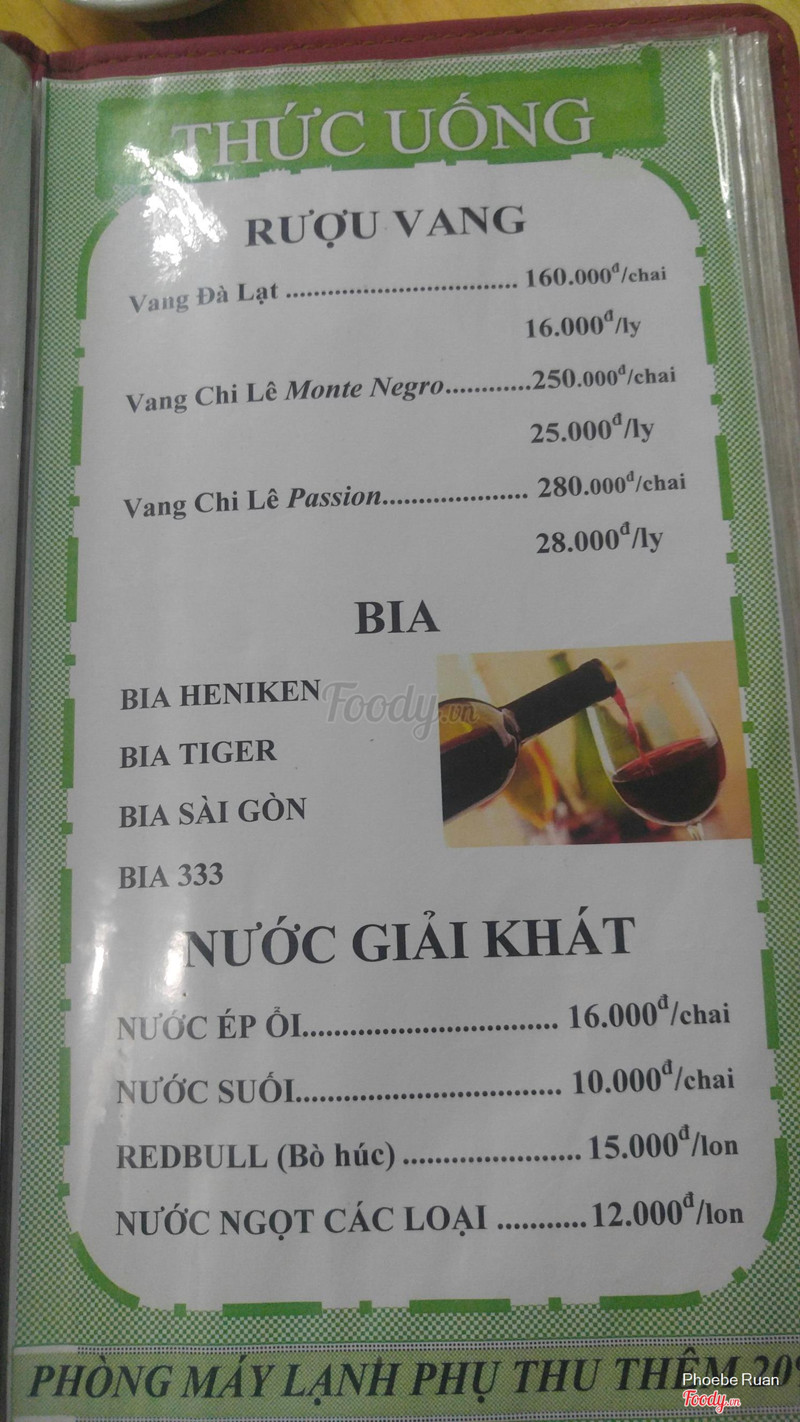 THỨC UỐNG
RƯỢU VANG
Vang Đà Lạt ................................. 160.000đ/chai
16.000đ/ly
Vang Chi Lê Monte Negro............250.000đ/chai
25.000đ/ly
Vang Chi Lê Passion..................... 280.000đ/chai
28.000đ/ly
BIA
BIA HENIKEN
Foody.vn
BIA TIGER
BIA SÀI GÒN
BIA 333
NƯỚC GIẢI KHÁT
NƯỚC ÉP ỔI................................. 16.000đ/chai
NƯỚC SUỐI.................................. 10.000đ/chai
REDBULL (Bò húc) ....................... 15.000đ/lon
NƯỚC NGỌT CÁC LOẠI ...........12.000đ/lon
PHÒNG MÁY LẠNH PHỤ THU THÊM 20%
Phoebe Ruan
Foody.vn